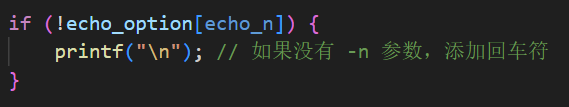 if (!echo_option[echo_n]) {
    printf("\n"); // 如果没有 -n 参数，添加回车符
}